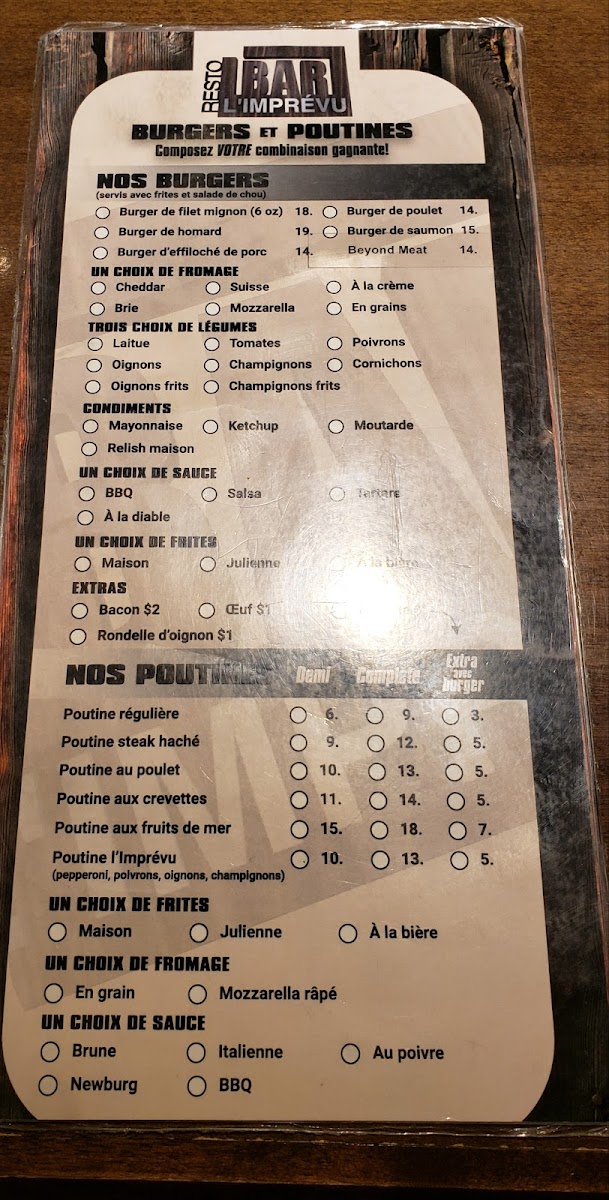 RESTO
BAR
L'IMPRÉVU
BURGERS ET POUTINES
Composez VOTRE combinaison gagnante!
NOS BURGERS
(servis avec frites et salade de chou)
Burger de filet mignon (6 oz) 18. Burger de poulet 14.
Burger de homard 19. Burger de saumon 15.
Burger d'effiloché de porc 14. Beyond Meat 14.
UN CHOIX DE FROMAGE
Cheddar Suisse À la crème
Brie Mozzarella En grains
TROIS CHOIX DE LÉGUMES
Laitue Tomates Poivrons
Oignons Champignons Cornichons
Oignons frits Champignons frits
CONDIMENTS
Mayonnaise Ketchup Moutarde
Relish maison
UN CHOIX DE SAUCE
BBQ Salsa Tartare
À la diable
UN CHOIX DE FRITES
Maison Julienne À la bière
EXTRAS
Bacon $2 Œuf $1
Rondelle d'oignon $1
NOS POUTINES Demi Complète Extra avec burger
Poutine régulière 6. 9. 3.
Poutine steak haché 9. 12. 5.
Poutine au poulet 10. 13. 5.
Poutine aux crevettes 11. 14. 5.
Poutine aux fruits de mer 15. 18. 7.
Poutine l'Imprévu 10. 13. 5.
(pepperoni, poivrons, oignons, champignons)
UN CHOIX DE FRITES
Maison Julienne À la bière
UN CHOIX DE FROMAGE
En grain Mozzarella râpé
UN CHOIX DE SAUCE
Brune Italienne Au poivre
Newburg BBQ